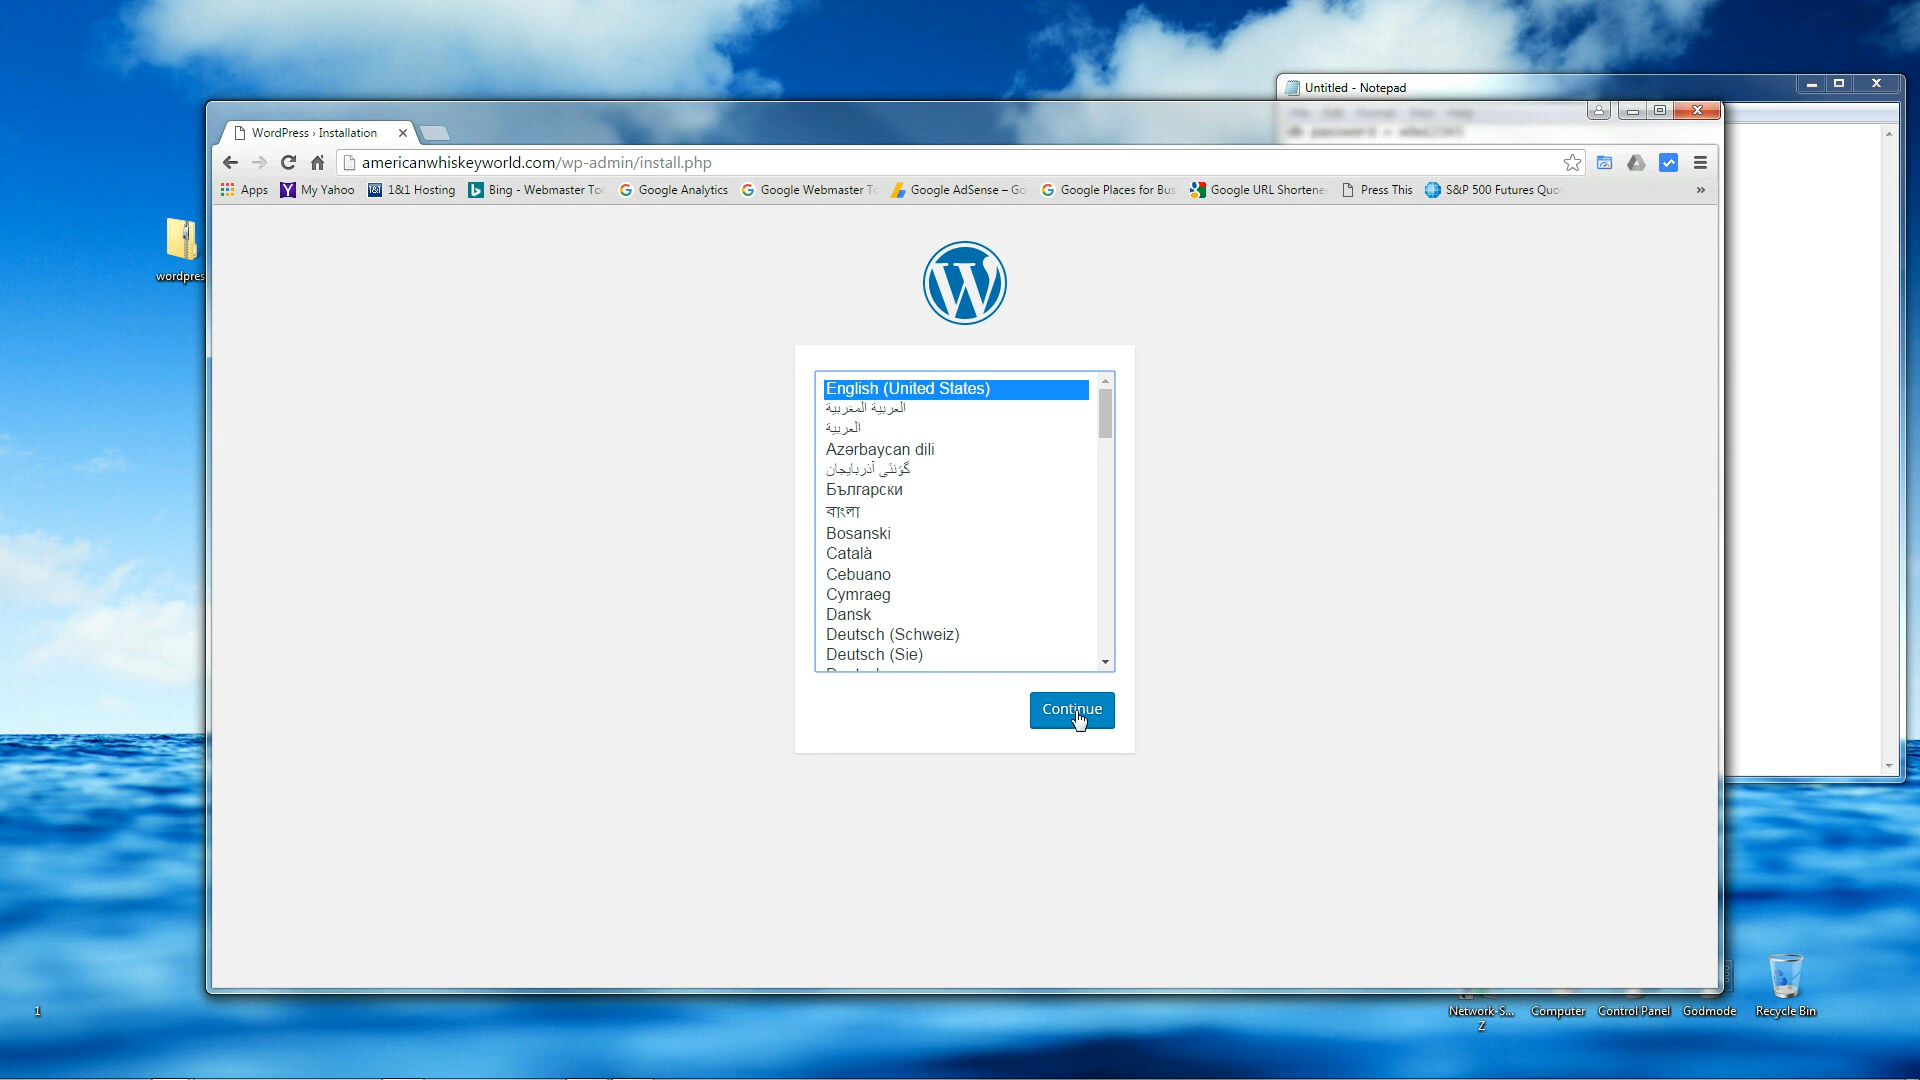 Untitled - Notepad
WordPress › Installation
americanwhiskeyworld.com/wp-admin/install.php
Apps My Yahoo 1&1 Hosting Bing - Webmaster To Google Analytics Google Webmaster To Google AdSense – Go Google Places for Bus Google URL Shortene Press This S&P 500 Futures Quo »
wordpres
English (United States)
العربية المغربية
العربية
Azərbaycan dili
گؤنئی آذربایجان
Български
বাংলা
Bosanski
Català
Cebuano
Cymraeg
Dansk
Deutsch (Schweiz)
Deutsch (Sie)
Continue
1
Network-S... Computer Control Panel Godmode Recycle Bin
Z